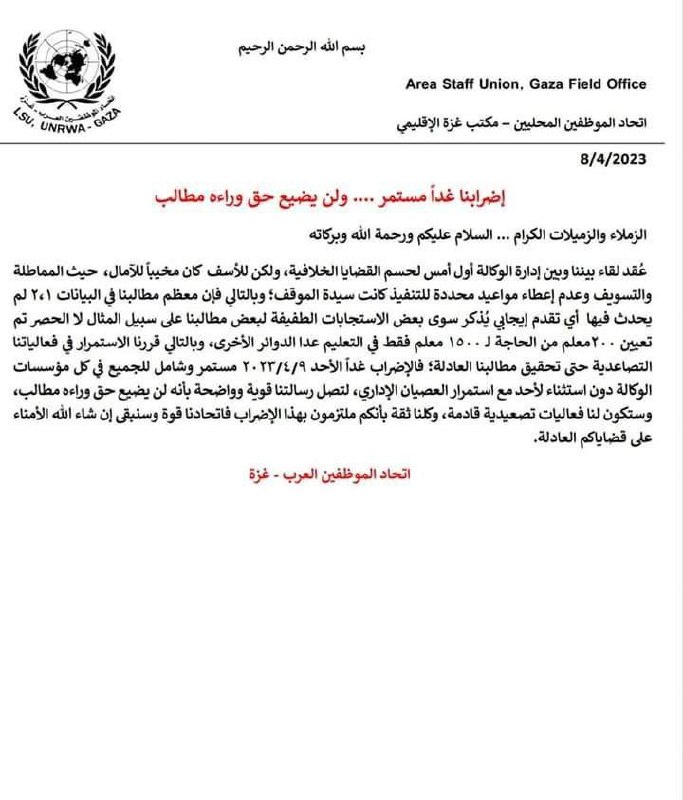 بسم الله الرحمن الرحيم
Area Staff Union, Gaza Field Office
اتحاد الموظفين المحليين – مكتب غزة الإقليمي
اتحاد الموظفين العرب - غزة
LSU, UNRWA - GAZA
8/4/2023
إضرابنا غداً مستمر .... ولن يضيع حق وراءه مطالب
الزملاء والزميلات الكرام ... السلام عليكم ورحمة الله وبركاته
عُقد لقاء بيننا وبين إدارة الوكالة أول أمس لحسم القضايا الخلافية، ولكن للأسف كان مخيباً للآمال، حيث المماطلة
والتسويف وعدم إعطاء مواعيد محددة للتنفيذ كانت سيدة الموقف؛ وبالتالي فإن معظم مطالبنا في البيانات ٢،١ لم
يحدث فيها أي تقدم إيجابي يُذكر سوى بعض الاستجابات الطفيفة لبعض مطالبنا على سبيل المثال لا الحصر تم
تعيين ٢٠٠ معلم من الحاجة لـ ١٥٠٠ معلم فقط في التعليم عدا الدوائر الأخرى، وبالتالي قررنا الاستمرار في فعالياتنا
التصاعدية حتى تحقيق مطالبنا العادلة؛ فالإضراب غداً الأحد ٢٠٢٣/٤/٩ مستمر وشامل للجميع في كل مؤسسات
الوكالة دون استثناء لأحد مع استمرار العصيان الإداري، لتصل رسالتنا قوية وواضحة بأنه لن يضيع حق وراءه مطالب،
وستكون لنا فعاليات تصعيدية قادمة، وكلنا ثقة بأنكم ملتزمون بهذا الإضراب فاتحادنا قوة وسنبقى إن شاء الله الأمناء
على قضاياكم العادلة.
اتحاد الموظفين العرب - غزة